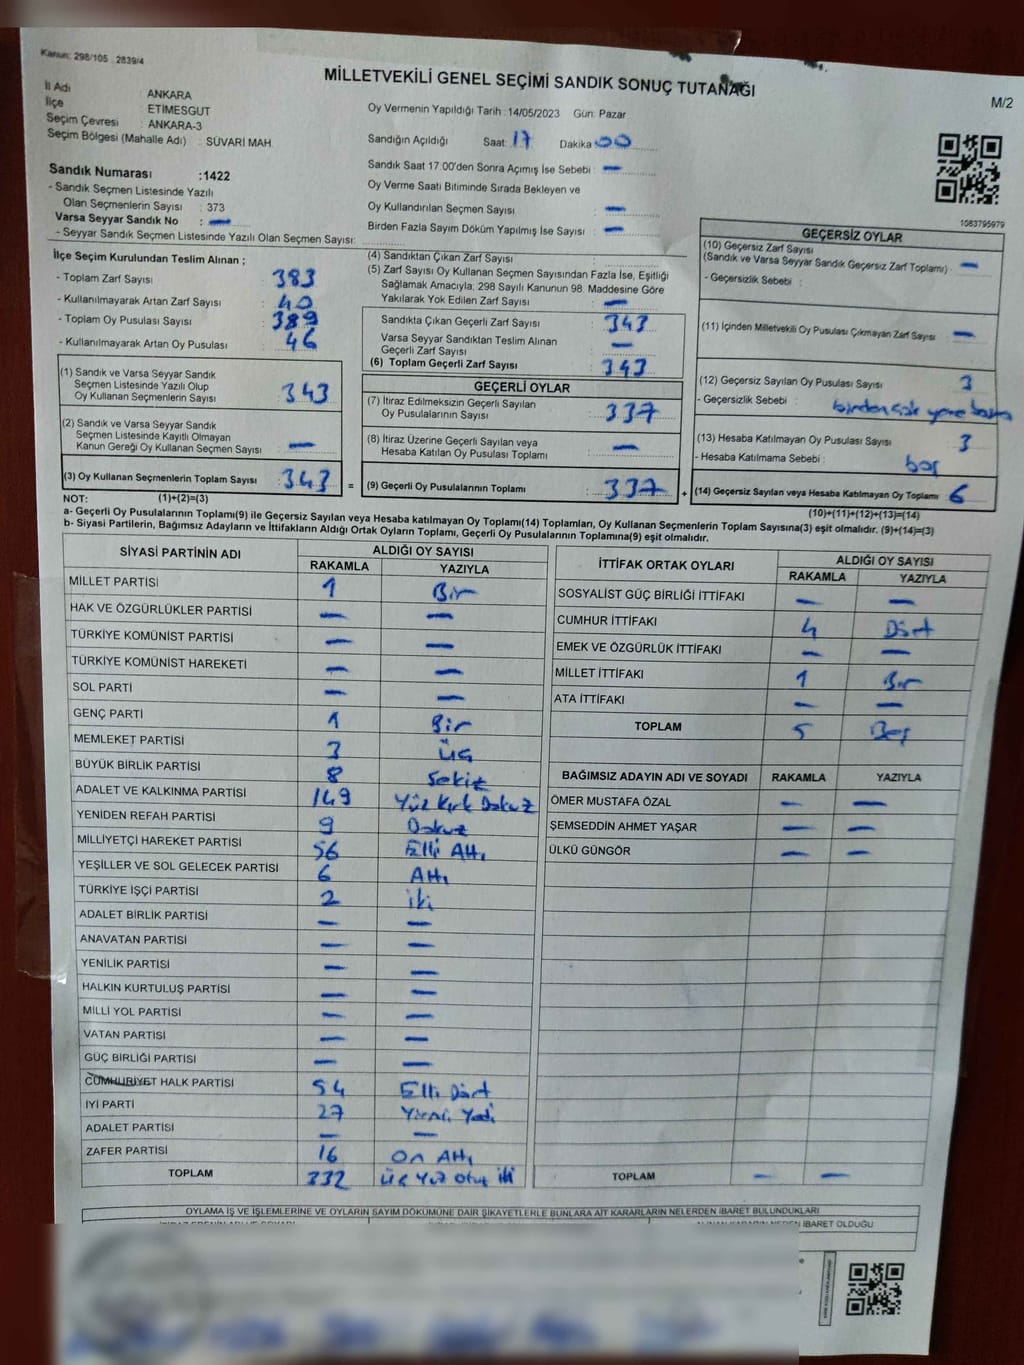 Kanun: 298/105 . 2839/4
MİLLETVEKİLİ GENEL SEÇİMİ SANDIK SONUÇ TUTANAĞI
M/2
İl Adı ANKARA
İlçe : ETİMESGUT
Seçim Çevresi : ANKARA-3
Seçim Bölgesi (Mahalle Adı) : SÜVARİ MAH.
Oy Vermenin Yapıldığı Tarih : 14/05/2023 Gün: Pazar
Sandığın Açıldığı Saat: 17 Dakika 00
Sandık Saat 17:00'den Sonra Açımış İse Sebebi : —
Oy Verme Saati Bitiminde Sırada Bekleyen ve
Oy Kullandırılan Seçmen Sayısı : —
Birden Fazla Sayım Döküm Yapılmış İse Sayısı : —
Sandık Numarası :1422
- Sandık Seçmen Listesinde Yazılı
Olan Seçmenlerin Sayısı : 373
Varsa Seyyar Sandık No : —
- Seyyar Sandık Seçmen Listesinde Yazılı Olan Seçmen Sayısı:
1083795979
İlçe Seçim Kurulundan Teslim Alınan ;
- Toplam Zarf Sayısı : 383
- Kullanılmayarak Artan Zarf Sayısı : 40
- Toplam Oy Pusulası Sayısı : 389
- Kullanılmayarak Artan Oy Pusulası : 46
(1) Sandık ve Varsa Seyyar Sandık
Seçmen Listesinde Yazılı Olup
Oy Kullanan Seçmenlerin Sayısı : 343
(2) Sandık ve Varsa Seyyar Sandık
Seçmen Listesinde Kayıtlı Olmayan
Kanun Gereği Oy Kullanan Seçmen Sayısı : —
(3) Oy Kullanan Seçmenlerin Toplam Sayısı : 343 =
(4) Sandıktan Çıkan Zarf Sayısı :
(5) Zarf Sayısı Oy Kullanan Seçmen Sayısından Fazla İse, Eşitliği
Sağlamak Amacıyla, 298 Sayılı Kanunun 98. Maddesine Göre
Yakılarak Yok Edilen Zarf Sayısı : —
Sandıkta Çıkan Geçerli Zarf Sayısı : 343
Varsa Seyyar Sandıktan Teslim Alınan
Geçerli Zarf Sayısı : —
(6) Toplam Geçerli Zarf Sayısı : 343
GEÇERLİ OYLAR
(7) İtiraz Edilmeksizin Geçerli Sayılan
Oy Pusulalarının Sayısı : 337
(8) İtiraz Üzerine Geçerli Sayılan veya
Hesaba Katılan Oy Pusulası Toplamı : —
(9) Geçerli Oy Pusulalarının Toplamı : 337 +
GEÇERSİZ OYLAR
(10) Geçersiz Zarf Sayısı
(Sandık ve Varsa Seyyar Sandık Geçersiz Zarf Toplamı) : —
- Geçersizlik Sebebi :
(11) İçinden Milletvekili Oy Pusulası Çıkmayan Zarf Sayısı : —
(12) Geçersiz Sayılan Oy Pusulası Sayısı : 3
- Geçersizlik Sebebi : birden çok yere
(13) Hesaba Katılmayan Oy Pusulası Sayısı : 3
- Hesaba Katılmama Sebebi : boş
(14) Geçersiz Sayılan veya Hesaba Katılmayan Oy Toplamı : 6
NOT: (1)+(2)=(3)
(10)+(11)+(12)+(13)=(14)
a- Geçerli Oy Pusulalarının Toplamı(9) ile Geçersiz Sayılan veya Hesaba katılmayan Oy Toplamı(14) Toplamları, Oy Kullanan Seçmenlerin Toplam Sayısına(3) eşit olmalıdır. (9)+(14)=(3)
b- Siyasi Partilerin, Bağımsız Adayların ve İttifakların Aldığı Ortak Oyların Toplamı, Geçerli Oy Pusulalarının Toplamına(9) eşit olmalıdır.
SİYASİ PARTİNİN ADI ALDIĞI OY SAYISI
RAKAMLA YAZIYLA
MİLLET PARTİSİ 1 Bir
HAK VE ÖZGÜRLÜKLER PARTİSİ — —
TÜRKİYE KOMÜNİST PARTİSİ — —
TÜRKİYE KOMÜNİST HAREKETİ — —
SOL PARTİ — —
GENÇ PARTİ 1 Bir
MEMLEKET PARTİSİ 3 Üç
BÜYÜK BİRLİK PARTİSİ 8 Sekiz
ADALET VE KALKINMA PARTİSİ 149 Yüz Kırk Dokuz
YENİDEN REFAH PARTİSİ 9 Dokuz
MİLLİYETÇİ HAREKET PARTİSİ 56 Elli Altı
YEŞİLLER VE SOL GELECEK PARTİSİ 6 Altı
TÜRKİYE İŞÇİ PARTİSİ 2 iki
ADALET BİRLİK PARTİSİ — —
ANAVATAN PARTİSİ — —
YENİLİK PARTİSİ — —
HALKIN KURTULUŞ PARTİSİ — —
MİLLİ YOL PARTİSİ — —
VATAN PARTİSİ — —
GÜÇ BİRLİĞİ PARTİSİ — —
CUMHURİYET HALK PARTİSİ 54 Elli Dört
İYİ PARTİ 27 Yirmi Yedi
ADALET PARTİSİ — —
ZAFER PARTİSİ 16 On Altı
TOPLAM 332 Üç Yüz Otuz İki
İTTİFAK ORTAK OYLARI ALDIĞI OY SAYISI
RAKAMLA YAZIYLA
SOSYALİST GÜÇ BİRLİĞİ İTTİFAKI — —
CUMHUR İTTİFAKI 4 Dört
EMEK VE ÖZGÜRLÜK İTTİFAKI — —
MİLLET İTTİFAKI 1 Bir
ATA İTTİFAKI — —
TOPLAM 5 Beş
BAĞIMSIZ ADAYIN ADI VE SOYADI RAKAMLA YAZIYLA
ÖMER MUSTAFA ÖZAL — —
ŞEMSEDDİN AHMET YAŞAR — —
ÜLKÜ GÜNGÖR — —
TOPLAM — —
OYLAMA İŞ VE İŞLEMLERİNE VE OYLARIN SAYIM DÖKÜMÜNE DAİR ŞİKAYETLERLE BUNLARA AİT KARARLARIN NELERDEN İBARET BULUNDUKLARI
İBARET OLDUĞU